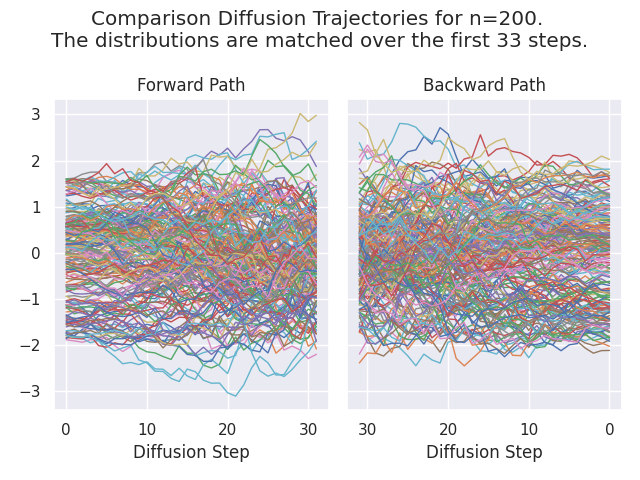 Comparison Diffusion Trajectories for n=200.
The distributions are matched over the first 33 steps.
Forward Path
Backward Path
3
2
1
0
−1
−2
−3
0 10 20 30
30 20 10 0
Diffusion Step
Diffusion Step